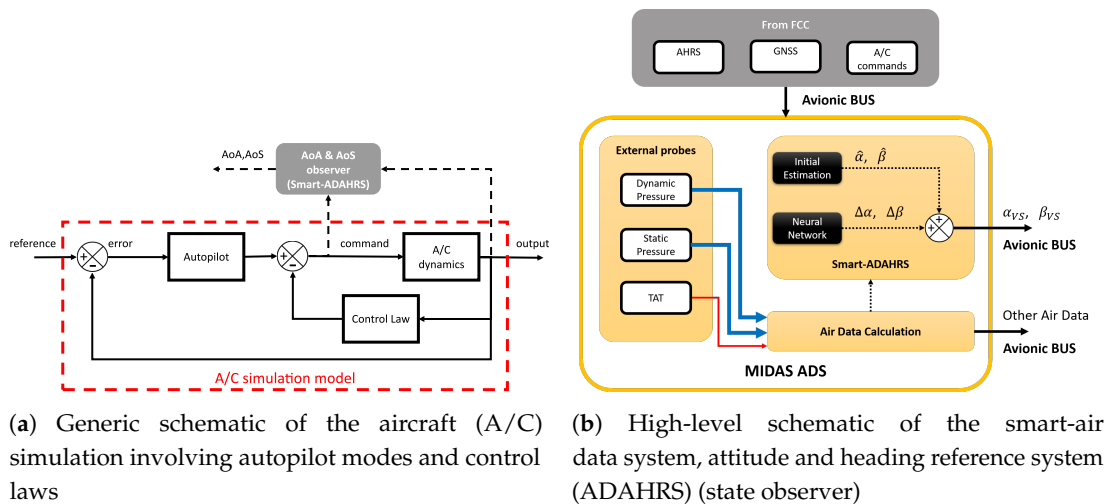 AoA,AoS
AoA & AoS
observer
(Smart-ADAHRS)
reference
error
command
output
+
-
Autopilot
+
-
A/C
dynamics
Control Law
A/C simulation model
From FCC
AHRS
GNSS
A/C
commands
Avionic BUS
External probes
Dynamic
Pressure
Static
Pressure
TAT
Initial
Estimation
α̂, β̂
Neural
Network
Δα, Δβ
+
+
Smart-ADAHRS
α_VS, β_VS
Avionic BUS
Air Data Calculation
Other Air Data
Avionic BUS
MIDAS ADS
(a) Generic schematic of the aircraft (A/C)
simulation involving autopilot modes and control
laws
(b) High-level schematic of the smart-air
data system, attitude and heading reference system
(ADAHRS) (state observer)